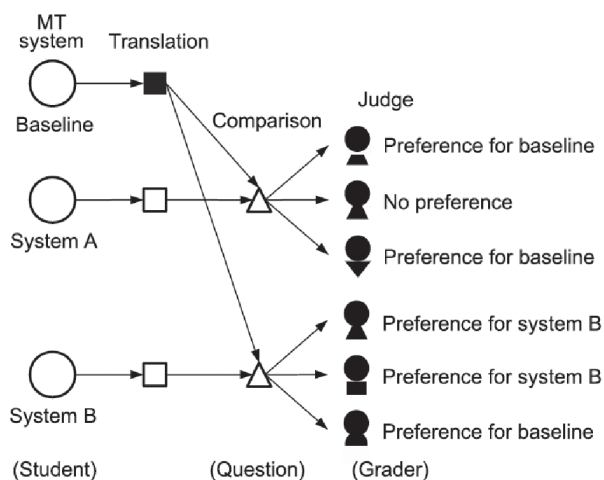 MT
system
Translation
Baseline
Comparison
Judge
Preference for baseline
No preference
System A
Preference for baseline
Preference for system B
Preference for system B
System B
Preference for baseline
(Student)
(Question)
(Grader)